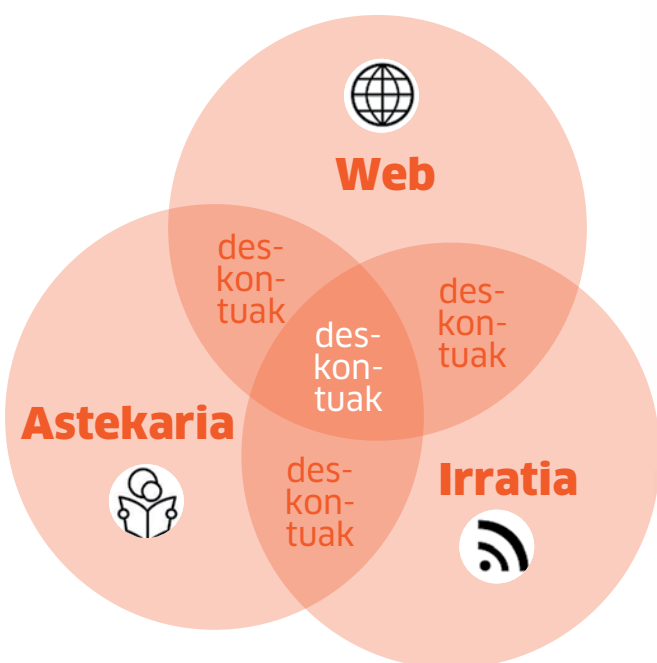 Web
des-
kon-
tuak
des-
kon-
tuak
des-
kon-
tuak
Astekaria
des-
kon-
tuak
Irratia